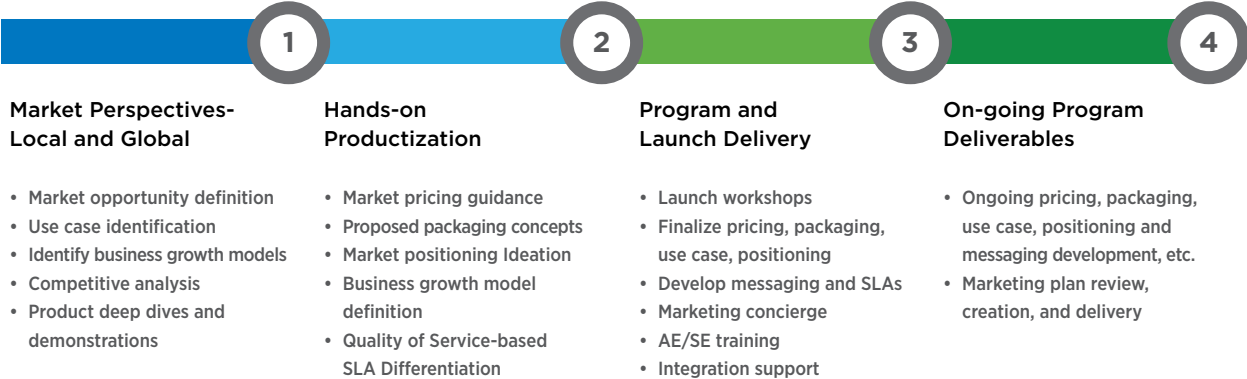 1
2
3
4
Market Perspectives-
Local and Global
• Market opportunity definition
• Use case identification
• Identify business growth models
• Competitive analysis
• Product deep dives and
demonstrations
Hands-on
Productization
• Market pricing guidance
• Proposed packaging concepts
• Market positioning Ideation
• Business growth model
definition
• Quality of Service-based
SLA Differentiation
Program and
Launch Delivery
• Launch workshops
• Finalize pricing, packaging,
use case, positioning
• Develop messaging and SLAs
• Marketing concierge
• AE/SE training
• Integration support
On-going Program
Deliverables
• Ongoing pricing, packaging,
use case, positioning and
messaging development, etc.
• Marketing plan review,
creation, and delivery